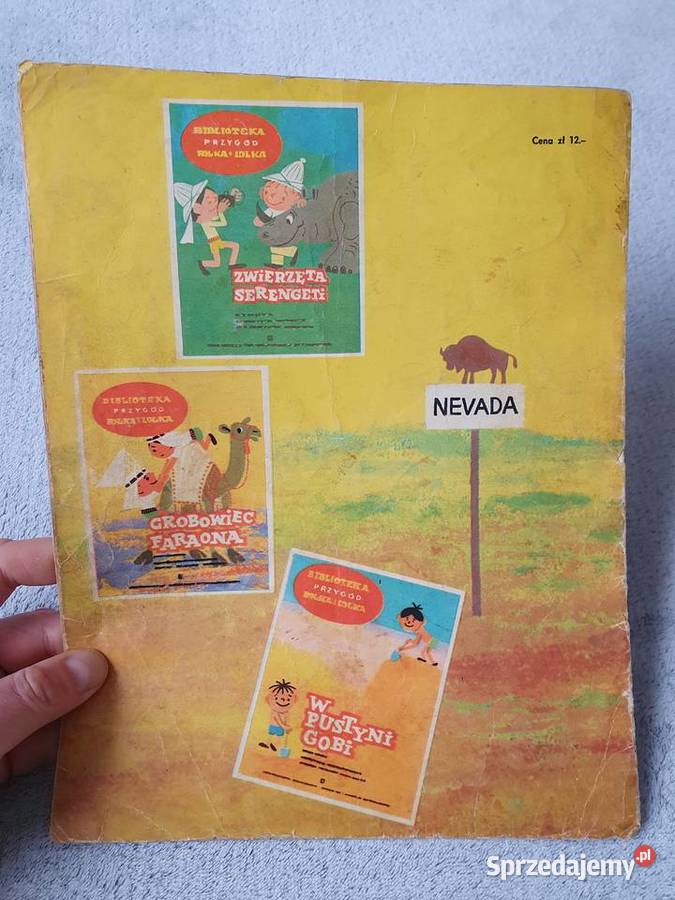 BIBLIOTEKA
PRZYGÓD
BOLKA I LOLKA
ZWIERZĘTA
SERENGETI
Cena zł 12.–
NEVADA
BIBLIOTEKA
PRZYGÓD
BOLKA I LOLKA
GROBOWIEC
FARAONA
BIBLIOTEKA
PRZYGÓD
BOLKA I LOLKA
W
PUSTYNI
GOBI
Sprzedajemy.pl